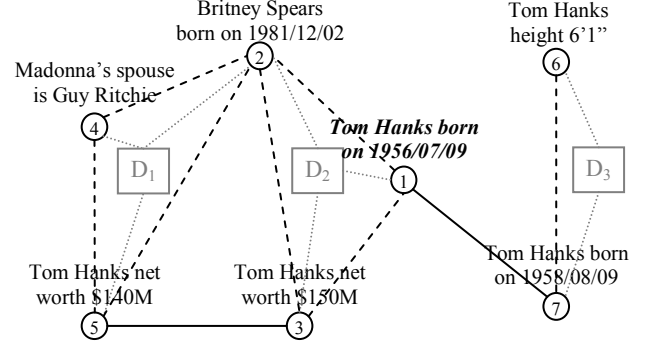 Britney Spears
born on 1981/12/02
2
Tom Hanks
height 6’1”
6
Madonna’s spouse
is Guy Ritchie
4
Tom Hanks born
on 1956/07/09
1
D1
D2
D3
Tom Hanks net
worth $140M
5
Tom Hanks net
worth $150M
3
Tom Hanks born
on 1958/08/09
7